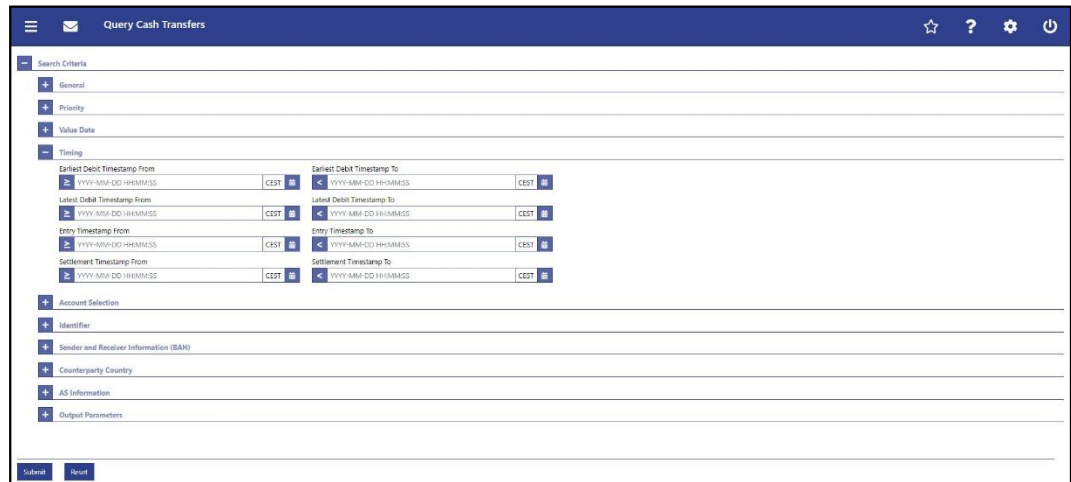 Query Cash Transfers
Search Criteria
General
Priority
Value Date
Timing
Earliest Debit Timestamp From Earliest Debit Timestamp To
≥ YYYY-MM-DD HH:MM:SS CEST < YYYY-MM-DD HH:MM:SS CEST
Latest Debit Timestamp From Latest Debit Timestamp To
≥ YYYY-MM-DD HH:MM:SS CEST < YYYY-MM-DD HH:MM:SS CEST
Entry Timestamp From Entry Timestamp To
≥ YYYY-MM-DD HH:MM:SS CEST < YYYY-MM-DD HH:MM:SS CEST
Settlement Timestamp From Settlement Timestamp To
≥ YYYY-MM-DD HH:MM:SS CEST < YYYY-MM-DD HH:MM:SS CEST
Account Selection
Identifier
Sender and Receiver Information (BAH)
Counterparty Country
AS Information
Output Parameters
Submit Reset